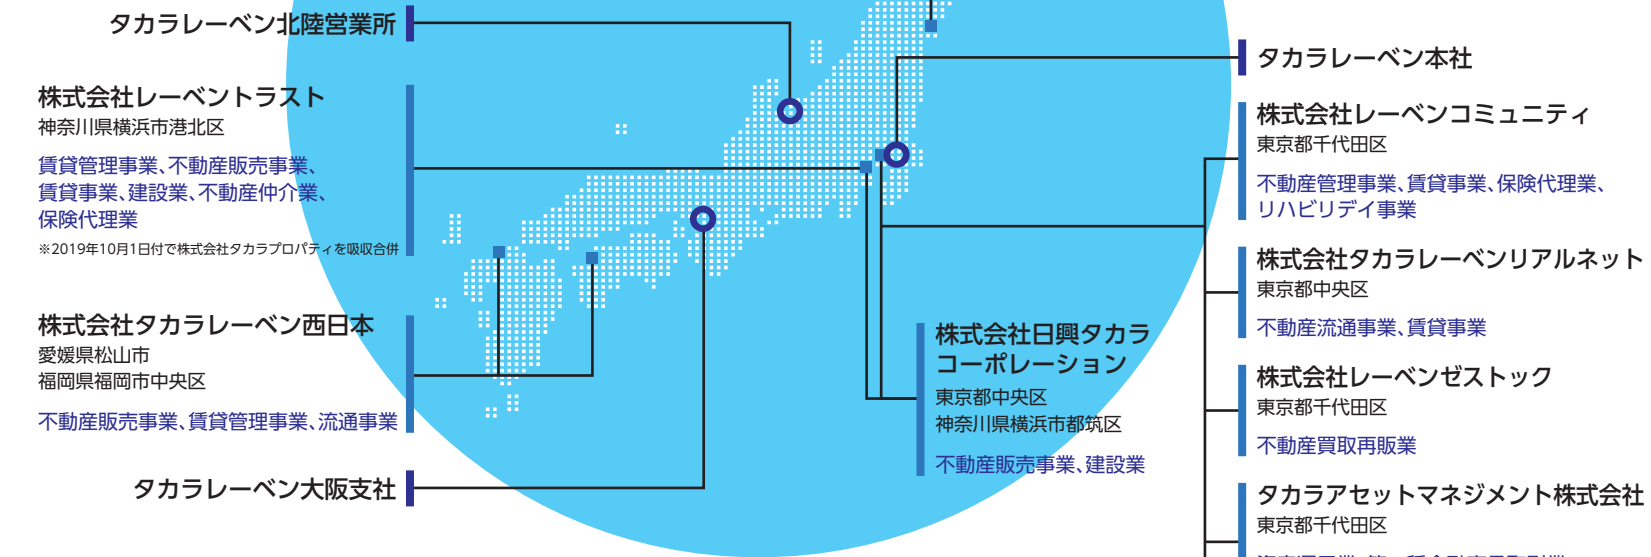 タカラレーベン北陸営業所
株式会社レーベントラスト
神奈川県横浜市港北区
賃貸管理事業、不動産販売事業、
賃貸事業、建設業、不動産仲介業、
保険代理業
※2019年10月1日付で株式会社タカラプロパティを吸収合併
株式会社タカラレーベン西日本
愛媛県松山市
福岡県福岡市中央区
不動産販売事業、賃貸管理事業、流通事業
タカラレーベン大阪支社
株式会社日興タカラ
コーポレーション
東京都中央区
神奈川県横浜市都筑区
不動産販売事業、建設業
タカラレーベン本社
株式会社レーベンコミュニティ
東京都千代田区
不動産管理事業、賃貸事業、保険代理業、
リハビリデイ事業
株式会社タカラレーベンリアルネット
東京都中央区
不動産流通事業、賃貸事業
株式会社レーベンゼストック
東京都千代田区
不動産買取再販業
タカラアセットマネジメント株式会社
東京都千代田区